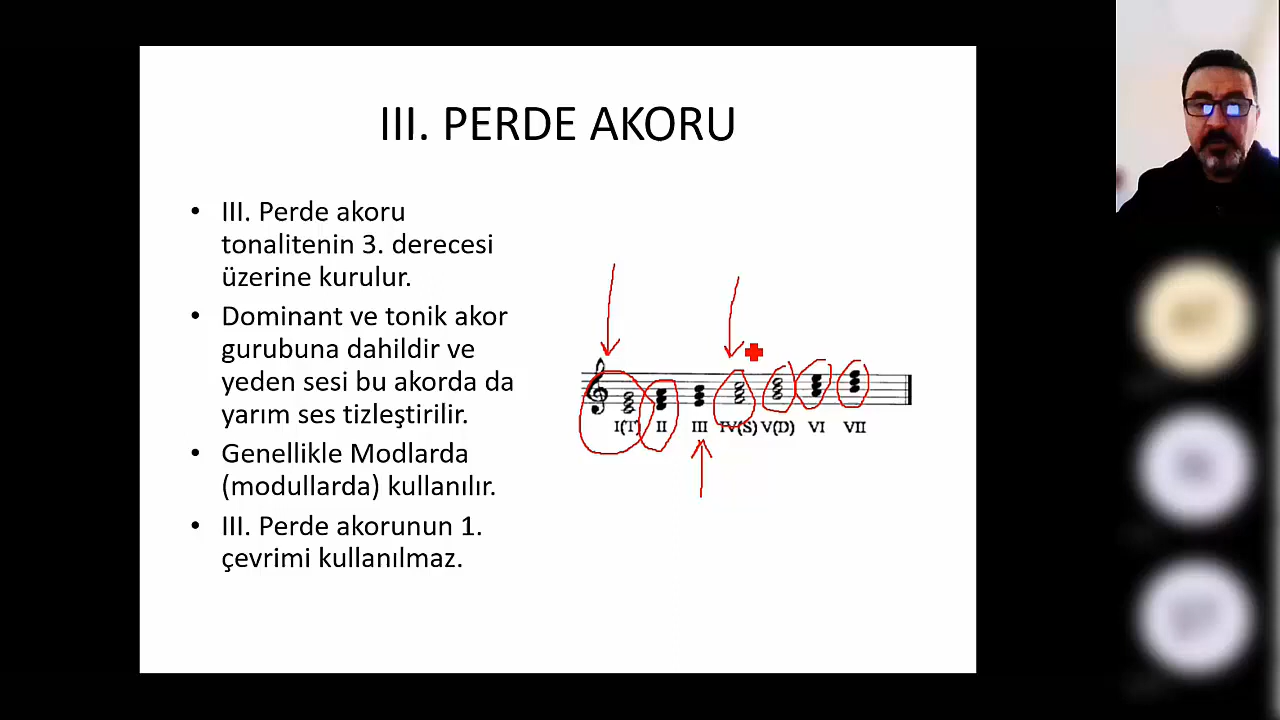 III. PERDE AKORU
• III. Perde akoru
tonalitenin 3. derecesi
üzerine kurulur.
• Dominant ve tonik akor
gurubuna dahildir ve
yeden sesi bu akorda da
yarım ses tizleştirilir.
• Genellikle Modlarda
(modullarda) kullanılır.
• III. Perde akorunun 1.
çevrimi kullanılmaz.
I(T) II III IV(S) V(D) VI VII